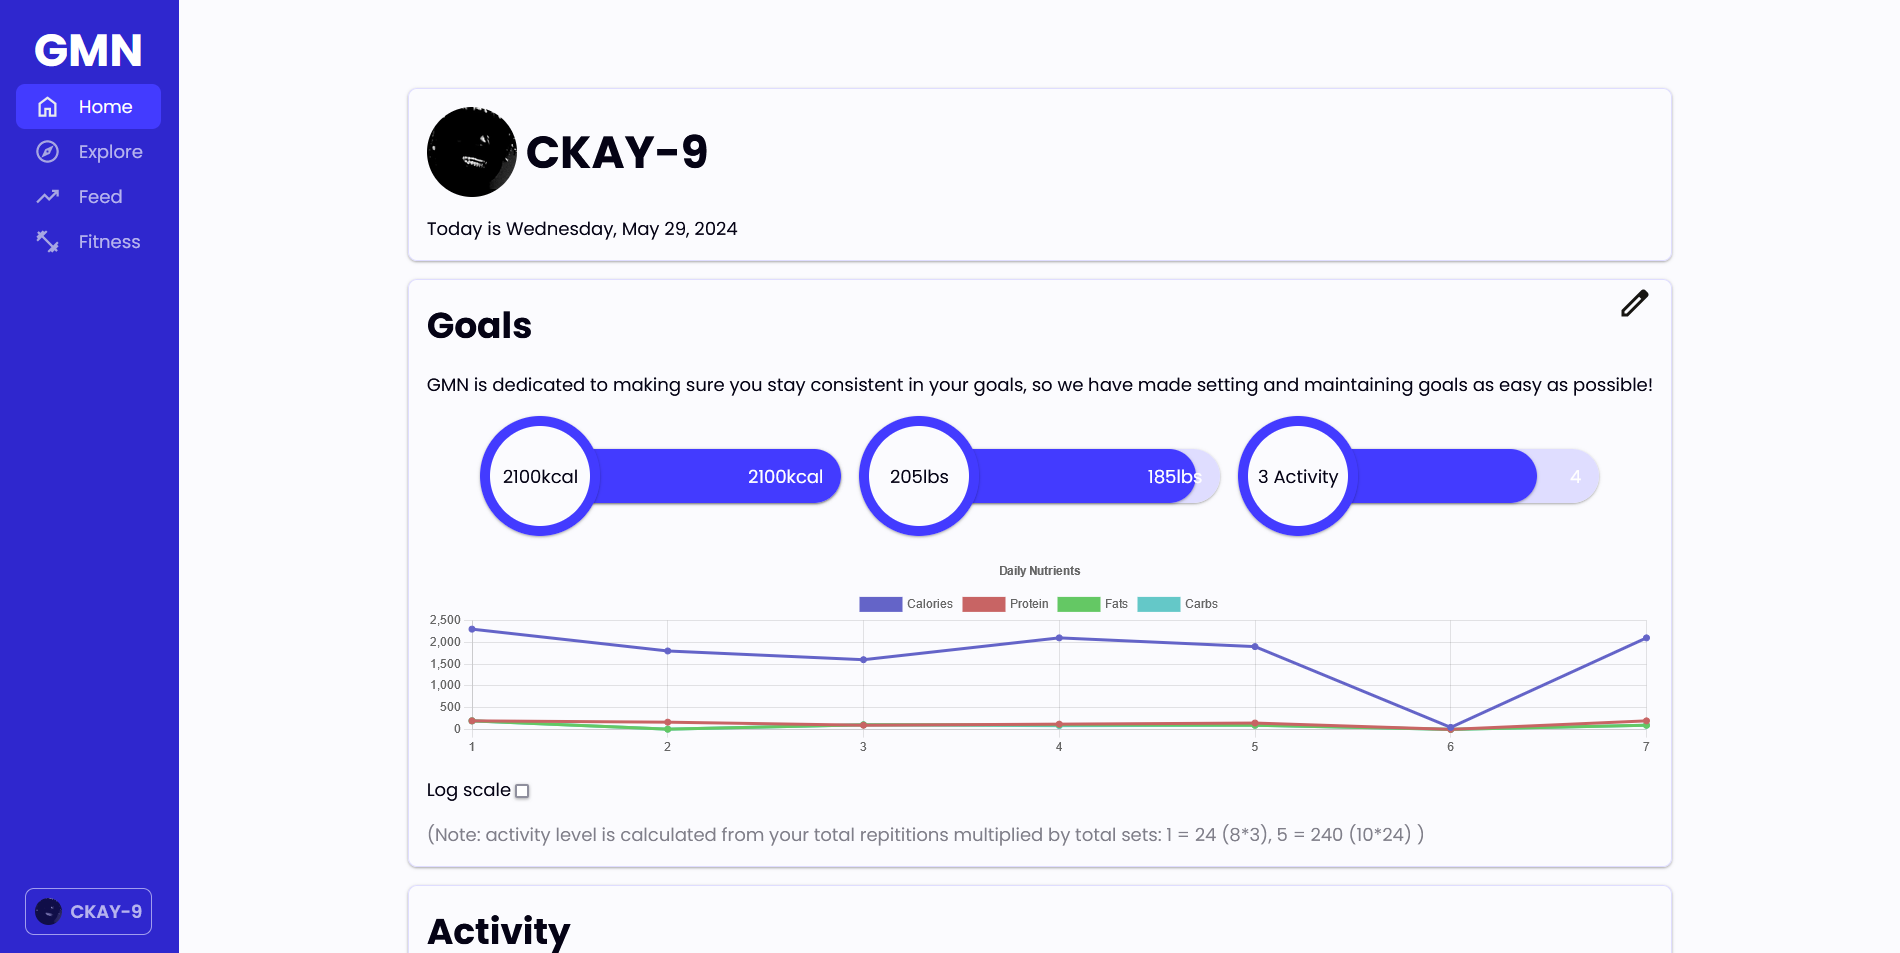 GMN
Home
Explore
Feed
Fitness
CKAY-9
CKAY-9
Today is Wednesday, May 29, 2024
Goals
GMN is dedicated to making sure you stay consistent in your goals, so we have made setting and maintaining goals as easy as possible!
2100kcal 2100kcal 205lbs 185lbs 3 Activity 4
Daily Nutrients
Calories Protein Fats Carbs
2,500
2,000
1,500
1,000
500
0
1 2 3 4 5 6 7
Log scale
(Note: activity level is calculated from your total repititions multiplied by total sets: 1 = 24 (8*3), 5 = 240 (10*24) )
Activity